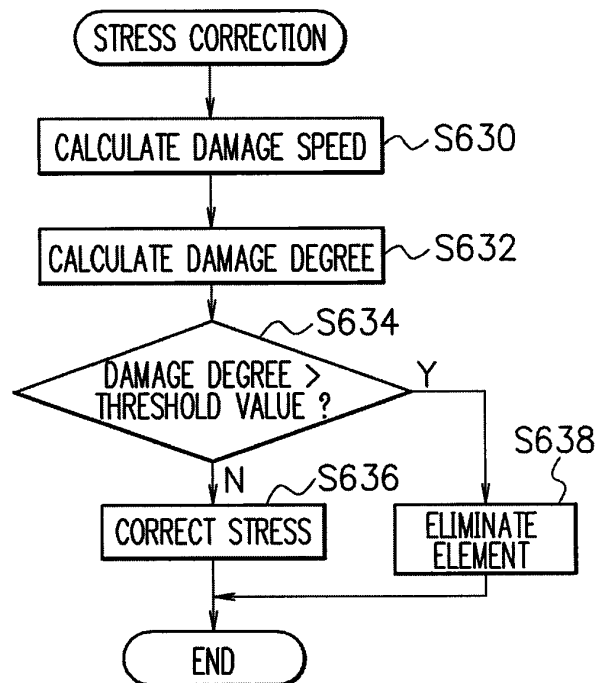 STRESS CORRECTION
CALCULATE DAMAGE SPEED
S630
CALCULATE DAMAGE DEGREE
S632
S634
DAMAGE DEGREE >
THRESHOLD VALUE ?
Y
N
S636
S638
CORRECT STRESS
ELIMINATE
ELEMENT
END